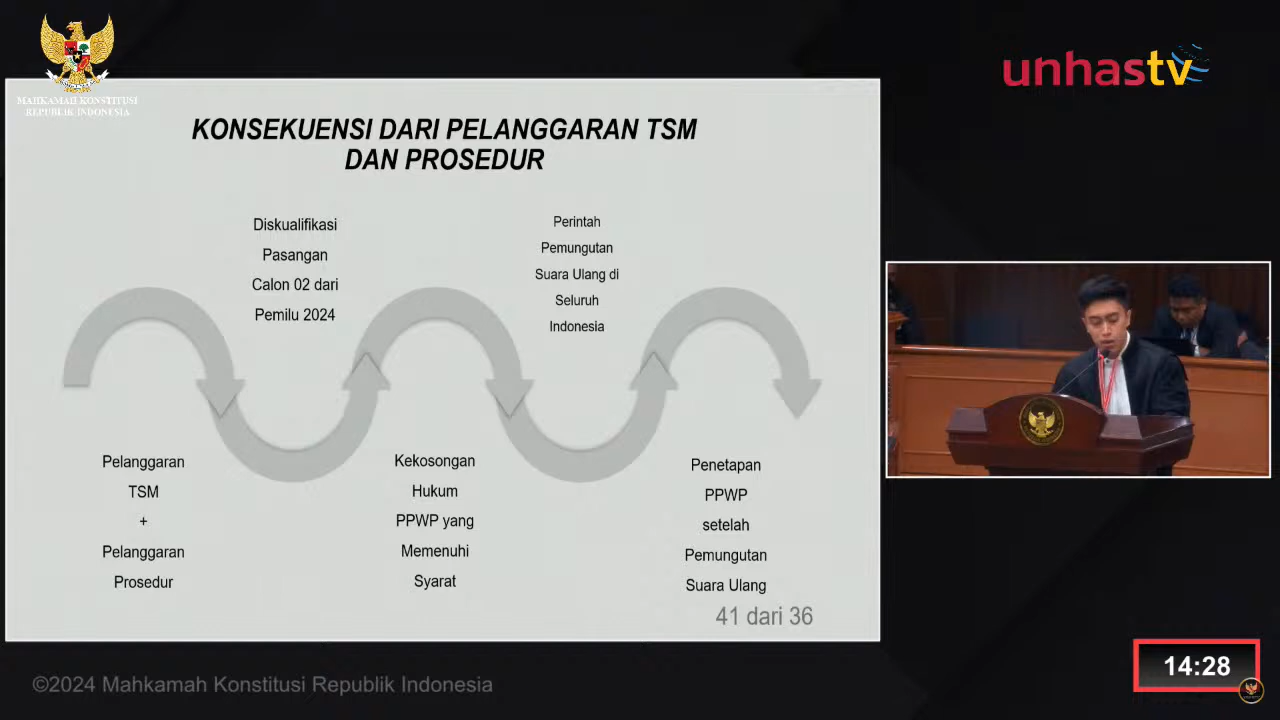 MAHKAMAH KONSTITUSI
REPUBLIK INDONESIA
unhastv
KONSEKUENSI DARI PELANGGARAN TSM
DAN PROSEDUR
Diskualifikasi
Pasangan
Calon 02 dari
Pemilu 2024
Perintah
Pemungutan
Suara Ulang di
Seluruh
Indonesia
Pelanggaran
TSM
+
Pelanggaran
Prosedur
Kekosongan
Hukum
PPWP yang
Memenuhi
Syarat
Penetapan
PPWP
setelah
Pemungutan
Suara Ulang
41 dari 36
14:28
©2024 Mahkamah Konstitusi Republik Indonesia